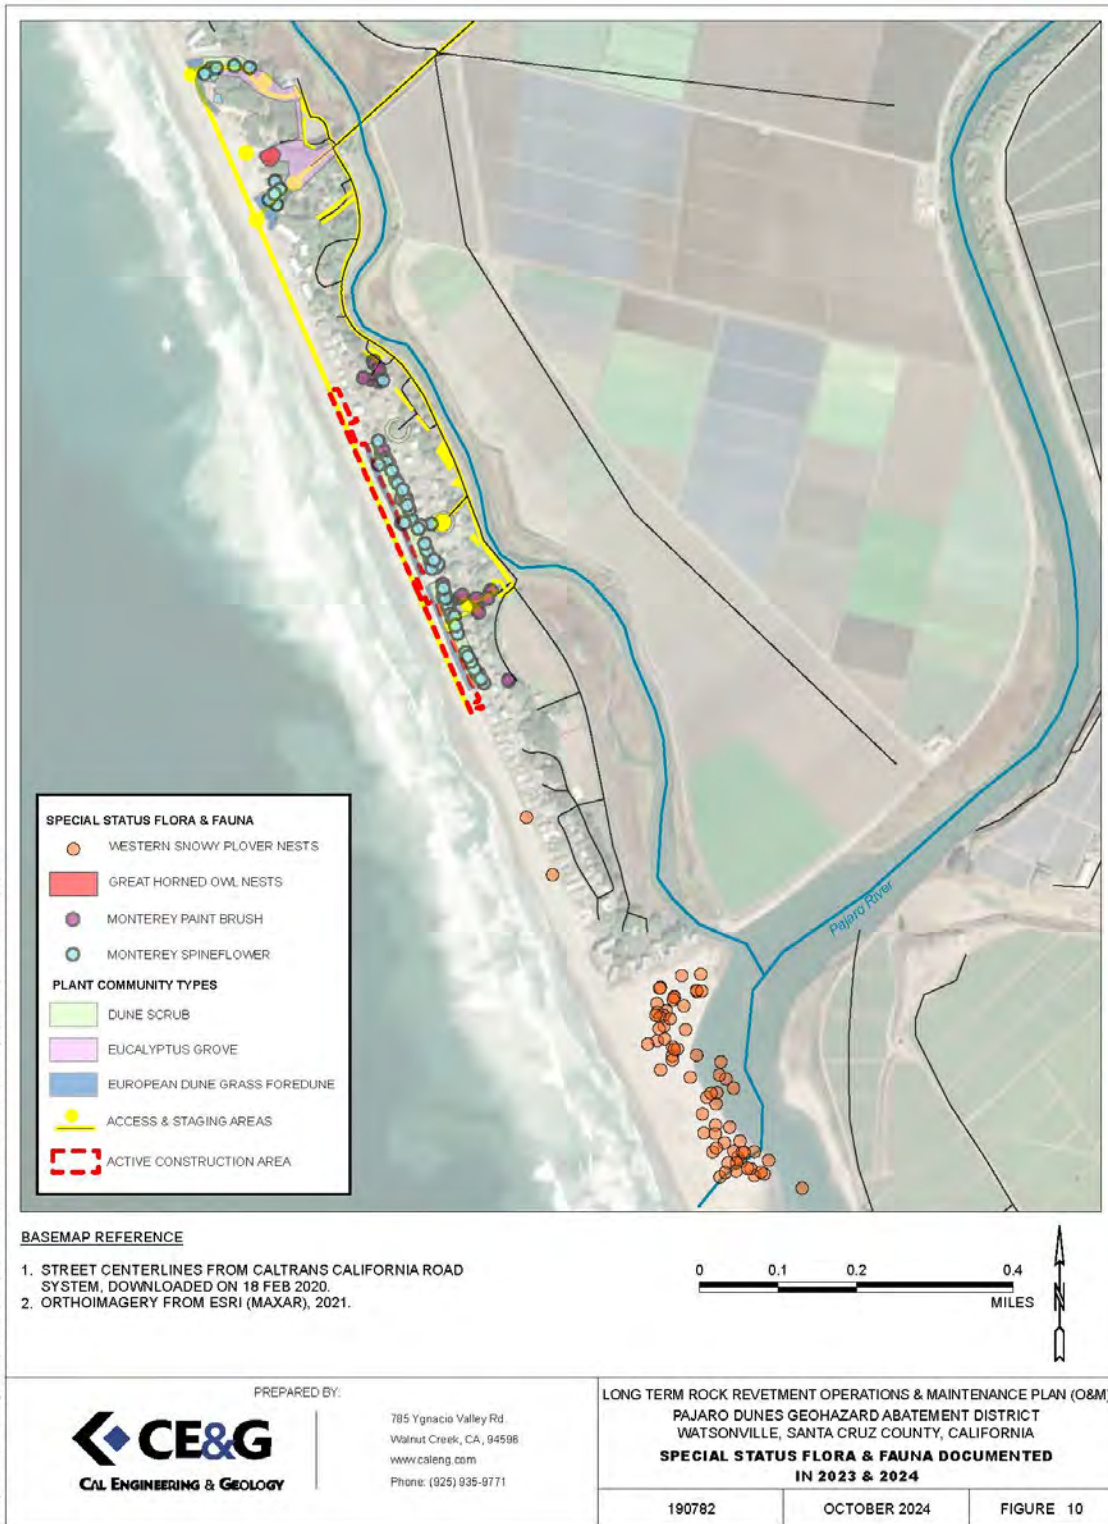 Pajaro River
SPECIAL STATUS FLORA & FAUNA
WESTERN SNOWY PLOVER NESTS
GREAT HORNED OWL NESTS
MONTEREY PAINT BRUSH
MONTEREY SPINEFLOWER
PLANT COMMUNITY TYPES
DUNE SCRUB
EUCALYPTUS GROVE
EUROPEAN DUNE GRASS FOREDUNE
ACCESS & STAGING AREAS
ACTIVE CONSTRUCTION AREA
BASEMAP REFERENCE
1. STREET CENTERLINES FROM CALTRANS CALIFORNIA ROAD
SYSTEM, DOWNLOADED ON 18 FEB 2020.
2. ORTHOIMAGERY FROM ESRI (MAXAR), 2021.
0 0.1 0.2 0.4
MILES
N
PREPARED BY:
CE&G
CAL ENGINEERING & GEOLOGY
785 Ygnacio Valley Rd.
Walnut Creek, CA, 94596
www.caleng.com
Phone: (925) 935-9771
LONG TERM ROCK REVETMENT OPERATIONS & MAINTENANCE PLAN (O&M)
PAJARO DUNES GEOHAZARD ABATEMENT DISTRICT
WATSONVILLE, SANTA CRUZ COUNTY, CALIFORNIA
SPECIAL STATUS FLORA & FAUNA DOCUMENTED
IN 2023 & 2024
190782
OCTOBER 2024
FIGURE 10